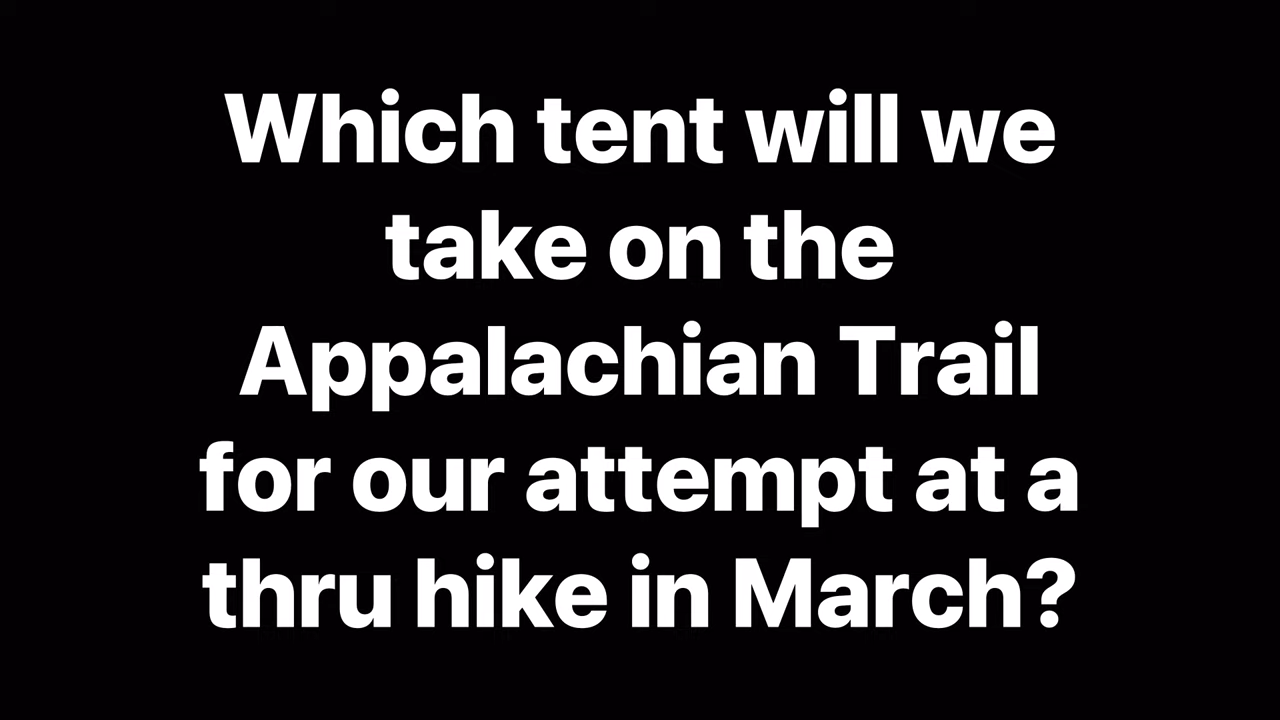 Which tent will we
take on the
Appalachian Trail
for our attempt at a
thru hike in March?